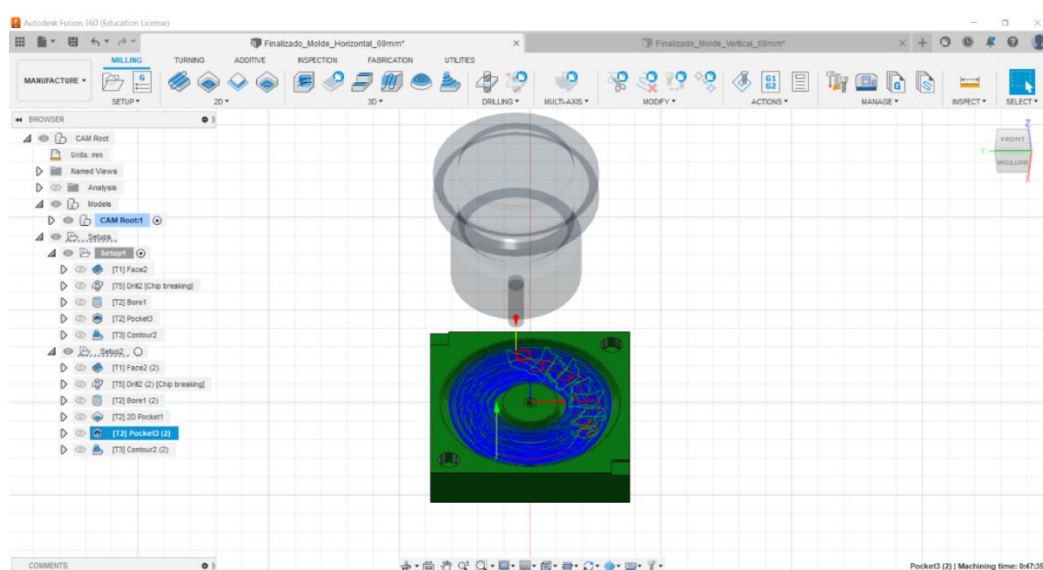 Autodesk Fusion 360 (Education License)
Finalizado_Molde_Horizontal_69mm*
Finalizado_Molde_Vertical_69mm*
MILLING TURNING ADDITIVE INSPECTION FABRICATION UTILITIES
MANUFACTURE
G
G1
G2
G
SETUP 2D 3D DRILLING MULTI-AXIS MODIFY ACTIONS MANAGE INSPECT SELECT
BROWSER
CAM Root
Units: mm
Named Views
Analysis
Models
CAM Root:1
Setups
Setup1
[T1] Face2
[T5] Drill2 [Chip breaking]
[T2] Bore1
[T2] Pocket3
[T3] Contour2
Setup2
[T1] Face2 (2)
[T5] Drill2 (2) [Chip breaking]
[T2] Bore1 (2)
[T2] 2D Pocket1
[T2] Pocket3 (2)
[T3] Contour2 (2)
Z
FRONT
Y
BOTTOM
X
COMMENTS
Pocket3 (2) | Machining time: 0:47:35